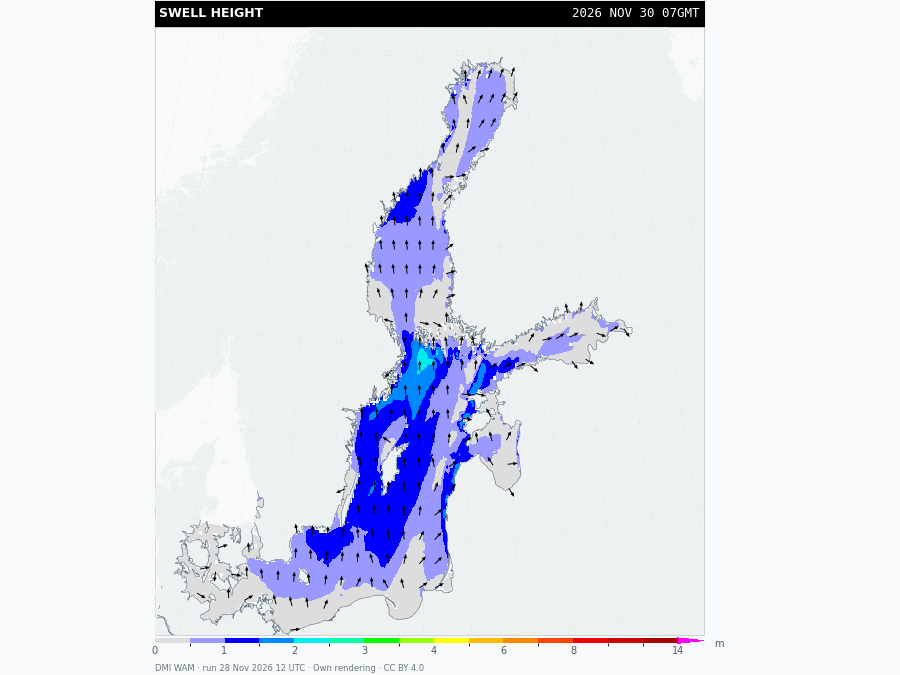 SWELL HEIGHT
2026 NOV 30 07GMT
0 1 2 3 4 6 8 14 m
DMI WAM · run 28 Nov 2026 12 UTC · Own rendering · CC BY 4.0